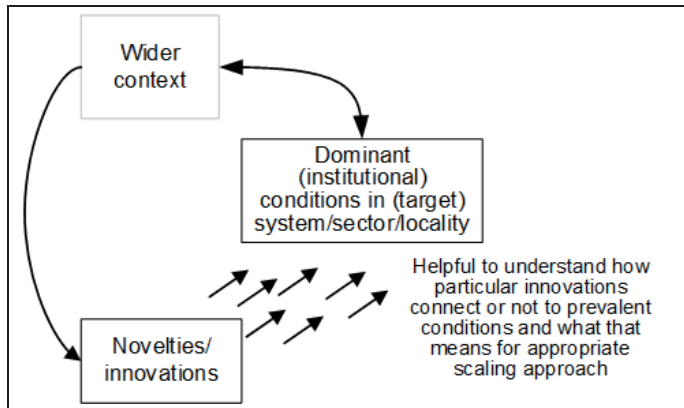 Wider
context
Dominant
(institutional)
conditions in (target)
system/sector/locality
Helpful to understand how
particular innovations
connect or not to prevalent
conditions and what that
means for appropriate
scaling approach
Novelties/
innovations